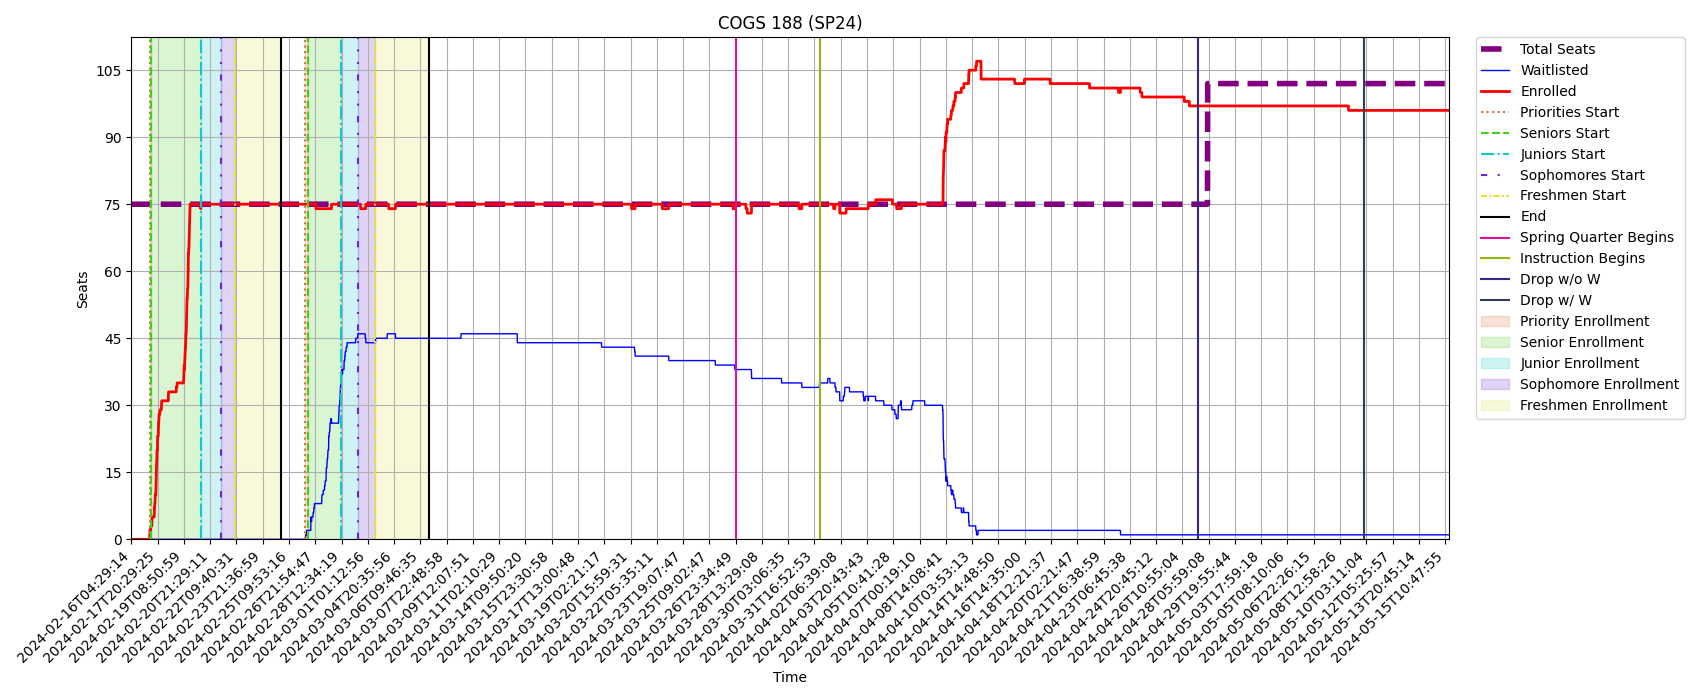 COGS 188 (SP24)
Seats
105
90
75
60
45
30
15
0
2024-02-16T04:29:14
2024-02-17T20:29:25
2024-02-19T08:50:59
2024-02-20T21:29:11
2024-02-22T09:40:31
2024-02-23T21:36:59
2024-02-25T09:53:16
2024-02-26T21:54:47
2024-02-28T12:34:19
2024-03-01T01:12:56
2024-03-04T20:35:56
2024-03-06T09:46:35
2024-03-07T22:48:58
2024-03-11T02:10:29
2024-03-14T09:50:20
2024-03-15T23:30:58
2024-03-17T13:00:48
2024-03-19T02:21:17
2024-03-20T15:59:31
2024-03-22T05:35:11
2024-03-23T19:07:47
2024-03-25T09:02:47
2024-03-26T23:34:49
2024-03-28T13:29:08
2024-03-30T03:06:35
2024-03-31T16:52:53
2024-04-02T06:39:08
2024-04-03T20:43:43
2024-04-05T10:41:28
2024-04-07T00:19:10
2024-04-08T14:08:41
2024-04-10T03:53:13
2024-04-14T14:48:50
2024-04-16T14:35:00
2024-04-18T12:21:37
2024-04-20T02:21:47
2024-04-21T16:38:59
2024-04-23T06:45:38
2024-04-24T20:45:12
2024-04-26T10:55:04
2024-04-28T05:59:08
2024-04-29T19:55:44
2024-05-03T17:59:18
2024-05-05T08:10:06
2024-05-06T22:26:15
2024-05-08T12:58:26
2024-05-10T03:11:04
2024-05-12T05:25:57
2024-05-13T20:45:14
2024-05-15T10:47:55
Time
Total Seats
Waitlisted
Enrolled
Priorities Start
Seniors Start
Juniors Start
Sophomores Start
Freshmen Start
End
Spring Quarter Begins
Instruction Begins
Drop w/o W
Drop w/ W
Priority Enrollment
Senior Enrollment
Junior Enrollment
Sophomore Enrollment
Freshmen Enrollment